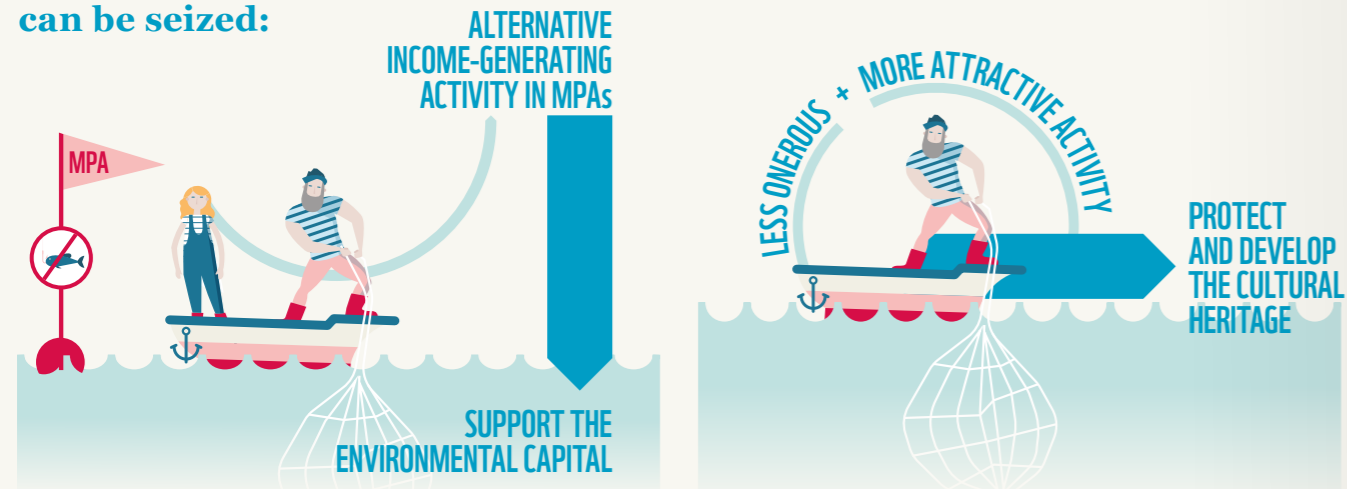 can be seized:
ALTERNATIVE
INCOME-GENERATING
ACTIVITY IN MPAs
MPA
SUPPORT THE
ENVIRONMENTAL CAPITAL
LESS ONEROUS + MORE ATTRACTIVE ACTIVITY
PROTECT
AND DEVELOP
THE CULTURAL
HERITAGE